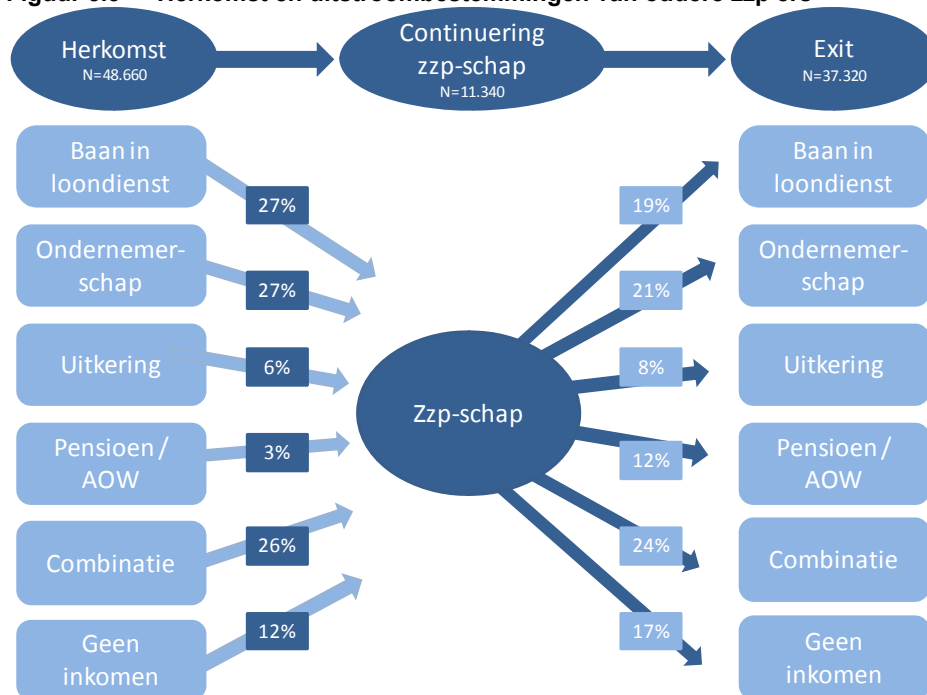 Herkomst
N=48.660
Continuering
zzp-schap
N=11.340
Exit
N=37.320
Baan in
loondienst
27%
19%
Baan in
loondienst
Ondernemer-
schap
27%
21%
Ondernemer-
schap
Uitkering
6%
8%
Uitkering
Zzp-schap
Pensioen /
AOW
3%
12%
Pensioen /
AOW
Combinatie
26%
24%
Combinatie
Geen
inkomen
12%
17%
Geen
inkomen